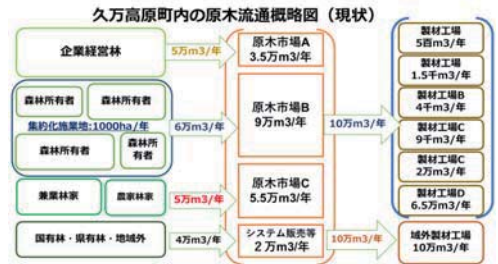 久万高原町内の原木流通概略図（現状）
企業経営林
5万m3/年
原木市場A
3.5万m3/年
森林所有者
森林所有者
集約化施業地:1000ha/年
森林所有者
森林所
有者
6万m3/年
原木市場B
9万m3/年
10万m3/年
兼業林家
農家林家
5万m3/年
原木市場C
5.5万m3/年
国有林・県有林・地域外
4万m3/年
システム販売等
2万m3/年
10万m3/年
製材工場
5百m3/年
製材工場
1.5千m3/年
製材工場B
4千m3/年
製材工場C
9千m3/年
製材工場C
2万m3/年
製材工場D
6.5万m3/年
域外製材工場
10万m3/年